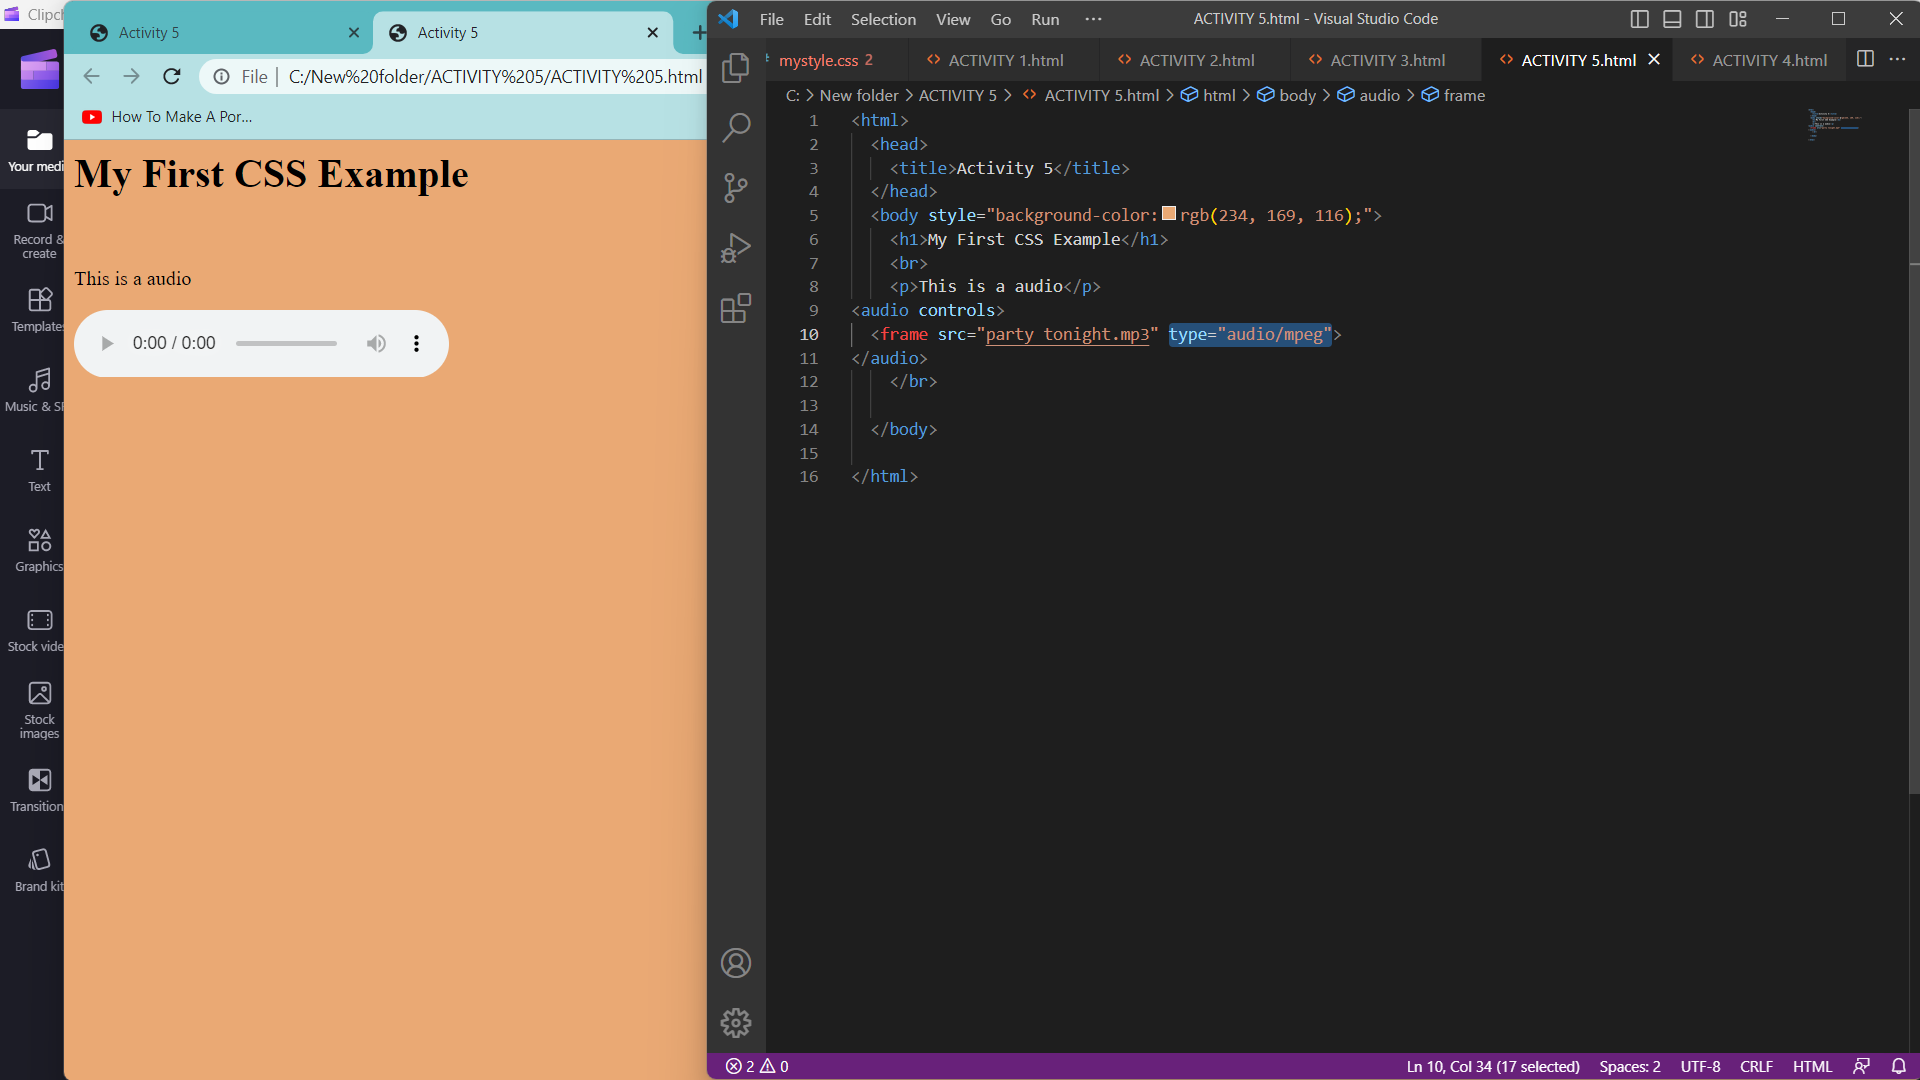 Clipch
Your medi
Record &
create
Templates
Music & SF
Text
Graphics
Stock vide
Stock
images
Transition
Brand kit
Activity 5
Activity 5
File
C:/New%20folder/ACTIVITY%205/ACTIVITY%205.html
How To Make A Por...
My First CSS Example
This is a audio
0:00 / 0:00
File Edit Selection View Go Run ···
ACTIVITY 5.html - Visual Studio Code
mystyle.css 2
ACTIVITY 1.html
ACTIVITY 2.html
ACTIVITY 3.html
ACTIVITY 5.html
ACTIVITY 4.html
C: > New folder > ACTIVITY 5 > ACTIVITY 5.html > html > body > audio > frame
1 <html>
2 <head>
3 <title>Activity 5</title>
4 </head>
5 <body style="background-color:rgb(234, 169, 116);">
6 <h1>My First CSS Example</h1>
7 <br>
8 <p>This is a audio</p>
9 <audio controls>
10 <frame src="party tonight.mp3" type="audio/mpeg">
11 </audio>
12 </br>
13
14 </body>
15
16 </html>
2 0
Ln 10, Col 34 (17 selected) Spaces: 2 UTF-8 CRLF HTML